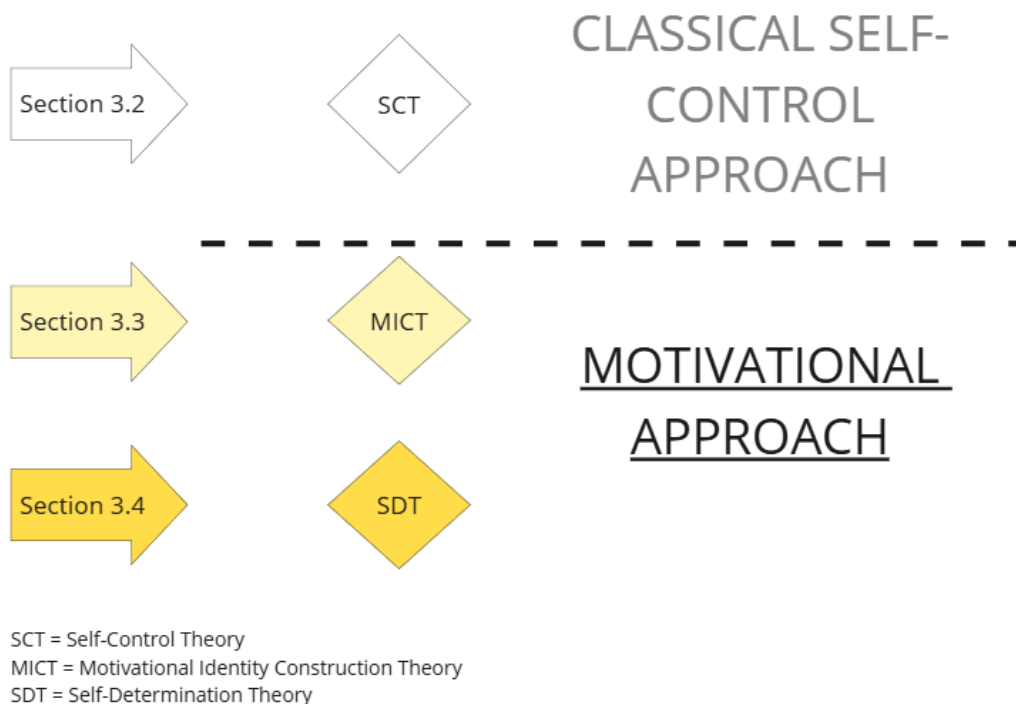 CLASSICAL SELF-
CONTROL
APPROACH
Section 3.2
SCT
Section 3.3
MICT
MOTIVATIONAL
APPROACH
Section 3.4
SDT
SCT = Self-Control Theory
MICT = Motivational Identity Construction Theory
SDT = Self-Determination Theory